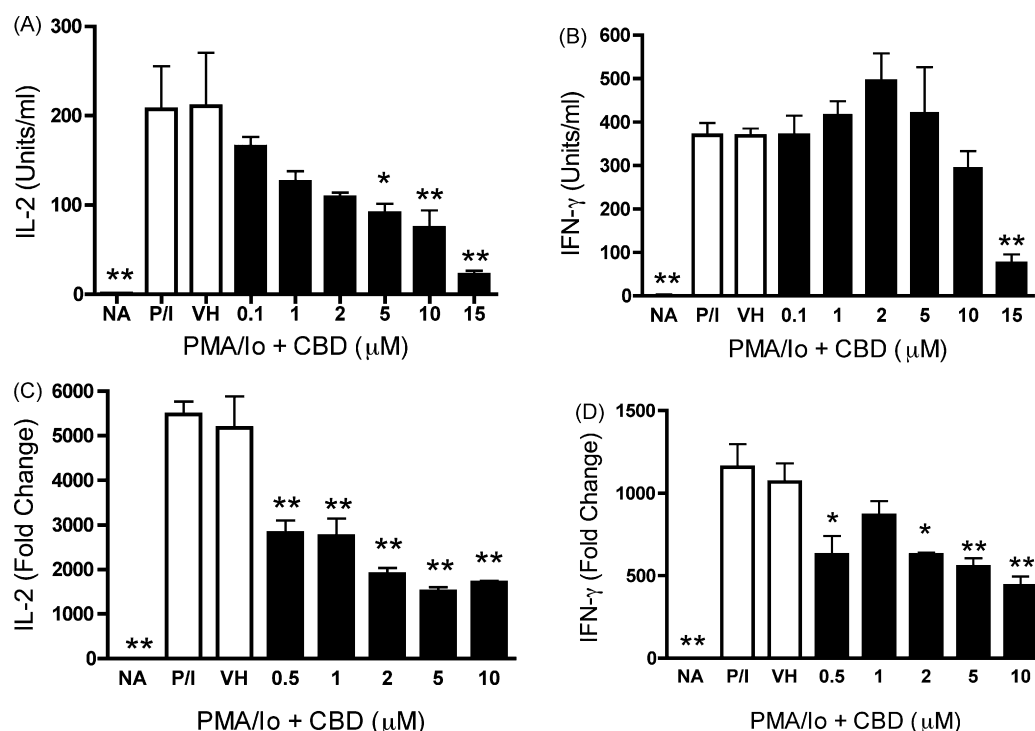 (A)
IL-2 (Units/ml)
300
200
100
0
**
*
**
**
NA P/I VH 0.1 1 2 5 10 15
PMA/Io + CBD (μM)
(B)
IFN-γ (Units/ml)
600
500
400
300
200
100
0
**
**
NA P/I VH 0.1 1 2 5 10 15
PMA/Io + CBD (μM)
(C)
IL-2 (Fold Change)
6000
5000
4000
3000
2000
1000
0
**
**
**
**
**
**
NA P/I VH 0.5 1 2 5 10
PMA/Io + CBD (μM)
(D)
IFN-γ (Fold Change)
1500
1000
500
0
**
*
*
**
**
NA P/I VH 0.5 1 2 5 10
PMA/Io + CBD (μM)